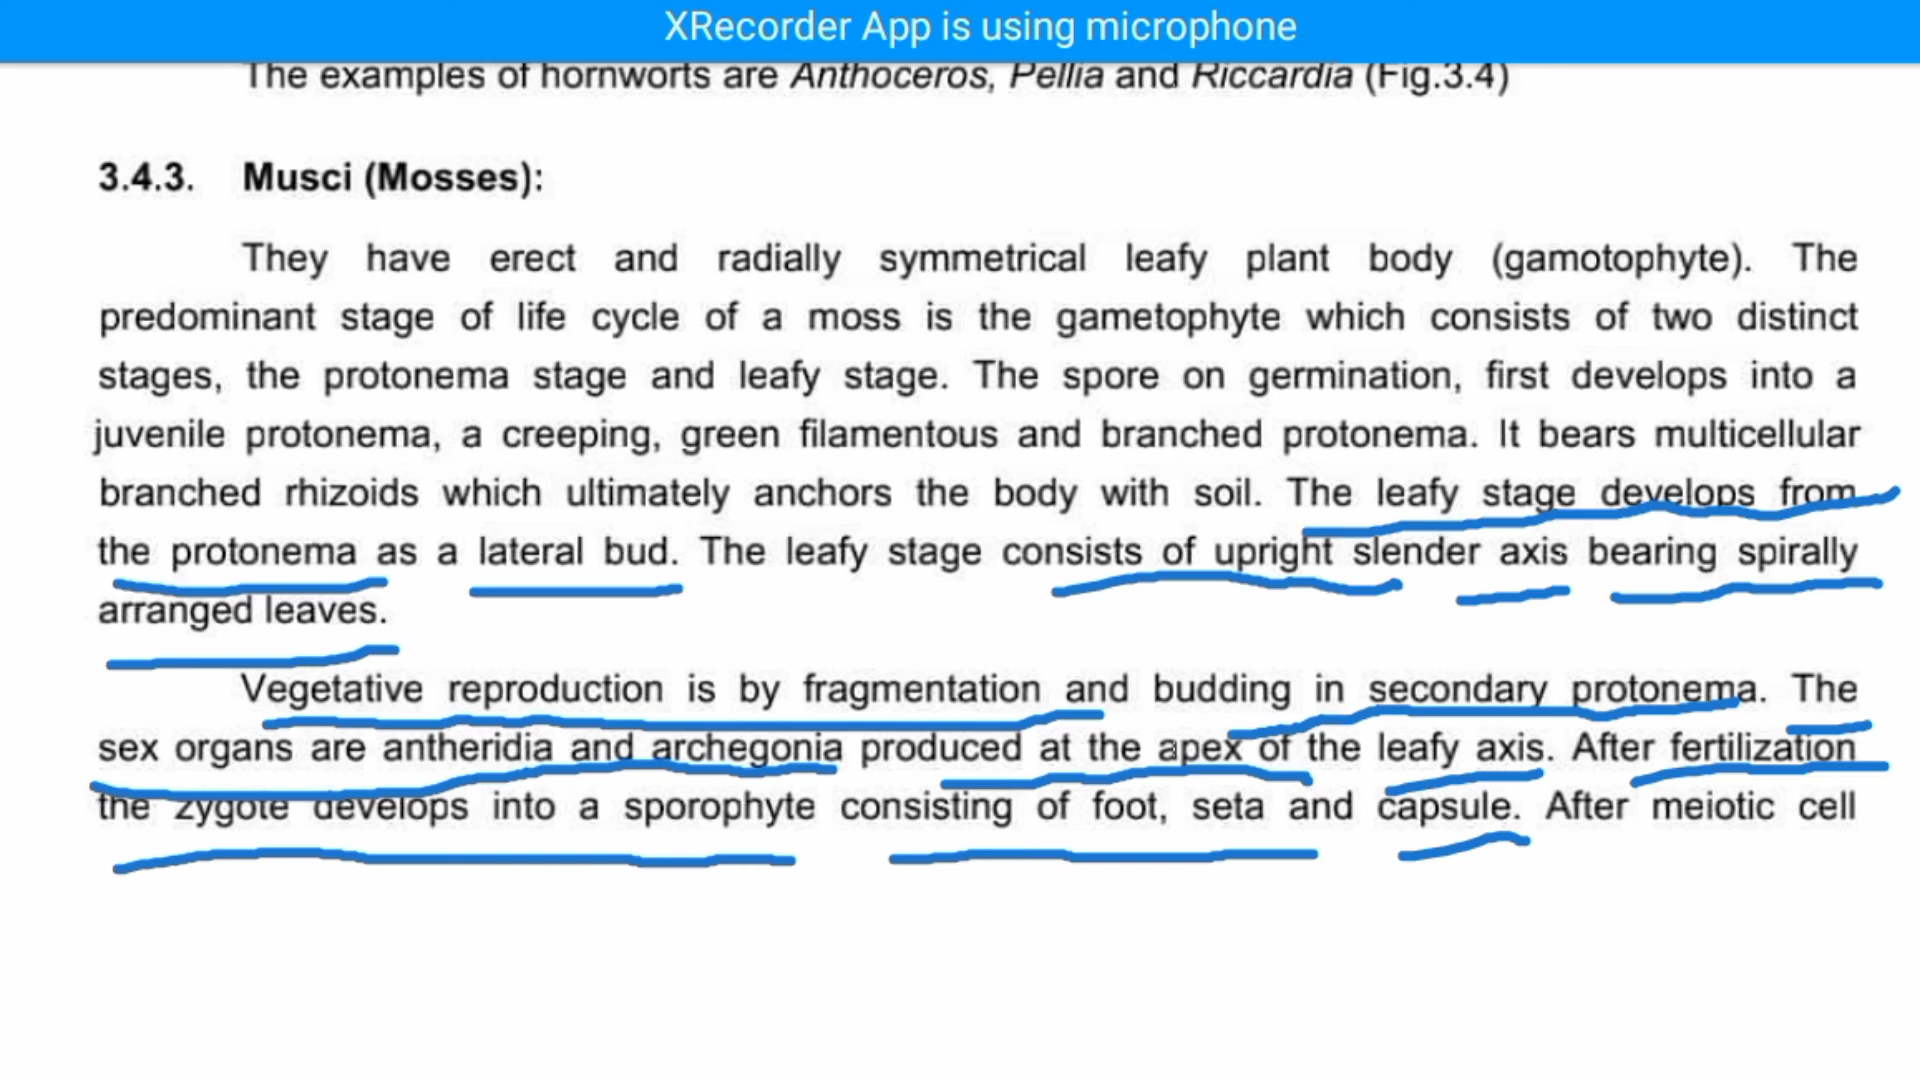 XRecorder App is using microphone
The examples of hornworts are Anthoceros, Pellia and Riccardia (Fig.3.4)
3.4.3. Musci (Mosses):
They have erect and radially symmetrical leafy plant body (gamotophyte). The
predominant stage of life cycle of a moss is the gametophyte which consists of two distinct
stages, the protonema stage and leafy stage. The spore on germination, first develops into a
juvenile protonema, a creeping, green filamentous and branched protonema. It bears multicellular
branched rhizoids which ultimately anchors the body with soil. The leafy stage develops from
the protonema as a lateral bud. The leafy stage consists of upright slender axis bearing spirally
arranged leaves.
Vegetative reproduction is by fragmentation and budding in secondary protonema. The
sex organs are antheridia and archegonia produced at the apex of the leafy axis. After fertilization
the zygote develops into a sporophyte consisting of foot, seta and capsule. After meiotic cell